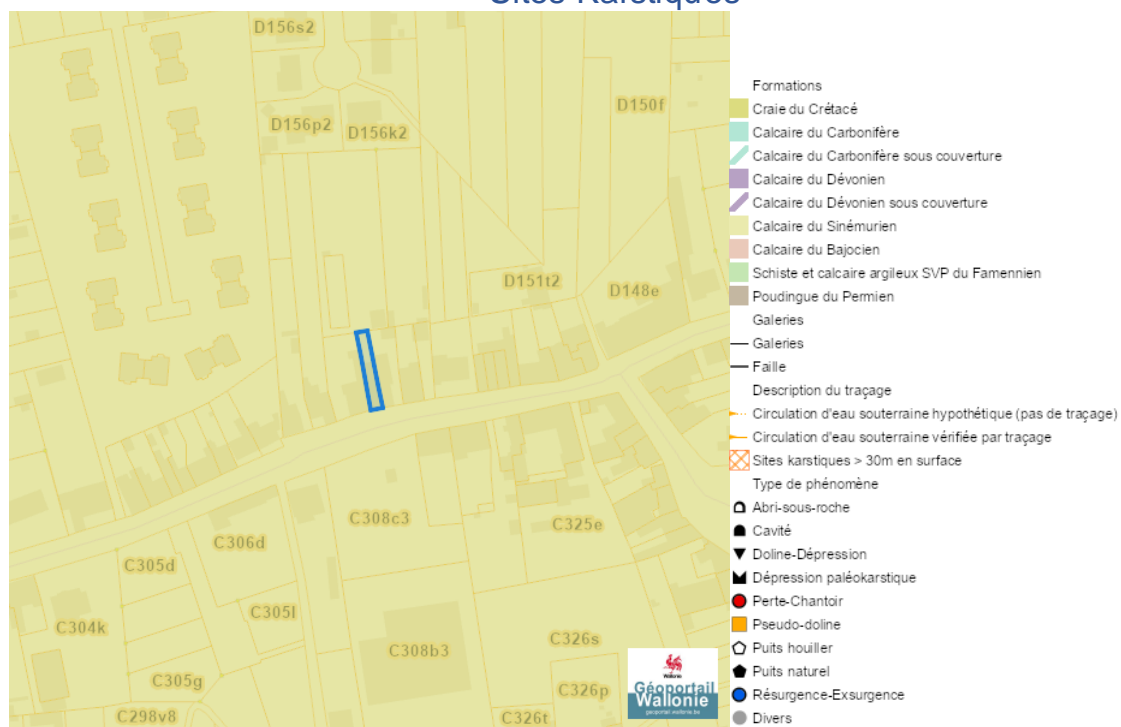 Sites Karstiques
D156s2
D150f
D156p2
D156k2
D151t2
D148e
C308c3
C325e
C306d
C305d
C305l
C304k
C326s
C308b3
C305g
C326p
C298v8
C326t
Wallonie
Géoportail
Wallonie
geoportail.wallonie.be
Formations
Craie du Crétacé
Calcaire du Carbonifère
Calcaire du Carbonifère sous couverture
Calcaire du Dévonien
Calcaire du Dévonien sous couverture
Calcaire du Sinémurien
Calcaire du Bajocien
Schiste et calcaire argileux SVP du Famennien
Poudingue du Permien
Galeries
Galeries
Faille
Description du traçage
Circulation d'eau souterraine hypothétique (pas de traçage)
Circulation d'eau souterraine vérifiée par traçage
Sites karstiques > 30m en surface
Type de phénomène
Abri-sous-roche
Cavité
Doline-Dépression
Dépression paléokarstique
Perte-Chantoir
Pseudo-doline
Puits houiller
Puits naturel
Résurgence-Exsurgence
Divers